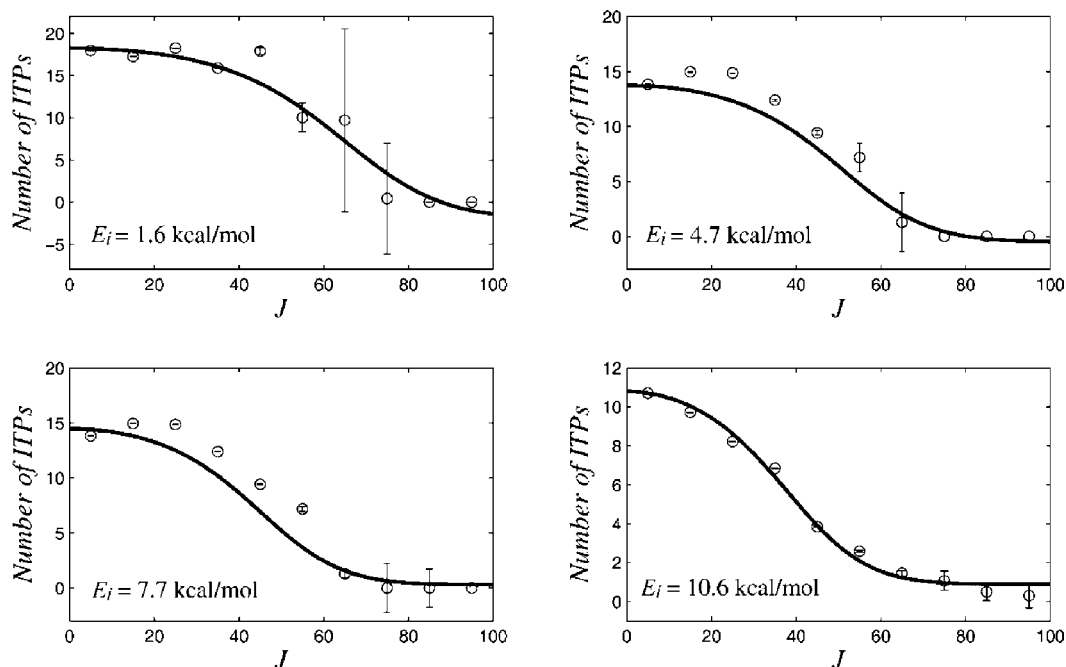 20
15
10
5
0
−5
Number of ITPs
E_i = 1.6 kcal/mol
0 20 40 60 80 100
J
20
15
10
5
0
Number of ITPs
E_i = 4.7 kcal/mol
0 20 40 60 80 100
J
20
15
10
5
0
Number of ITPs
E_i = 7.7 kcal/mol
0 20 40 60 80 100
J
12
10
8
6
4
2
0
Number of ITPs
E_i = 10.6 kcal/mol
0 20 40 60 80 100
J